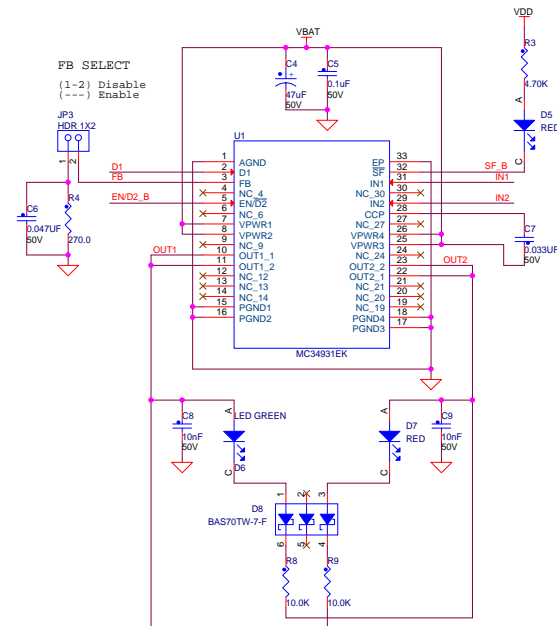 VDD
VBAT
R3
4.70K
FB SELECT
(1-2) Disable
(---) Enable
C4
47uF
50V
C5
0.1uF
50V
JP3
HDR 1X2
1
2
A
D5
RED
C
U1
D1
FB
EN/D2_B
SF_B
IN1
IN2
1 AGND
2 D1
3 FB
4 NC_4
5 EN/D2
6 NC_6
7 VPWR1
8 VPWR2
9 NC_9
10 OUT1_1
11 OUT1_2
12 NC_12
13 NC_13
14 NC_14
15 PGND1
16 PGND2
EP 33
SF 32
IN1 31
NC_30 30
IN2 29
CCP 28
NC_27 27
VPWR4 26
VPWR3 25
NC_24 24
OUT2_2 23
OUT2_1 22
NC_21 21
NC_20 20
NC_19 19
PGND4 18
PGND3 17
MC34931EK
R4
270.0
C6
0.047UF
50V
C7
0.033UF
50V
OUT1
OUT2
C8
10nF
50V
A
LED GREEN
C
D6
A
D7
RED
C
C9
10nF
50V
D8
BAS70TW-7-F
1
2
3
6
5
4
R8
10.0K
R9
10.0K